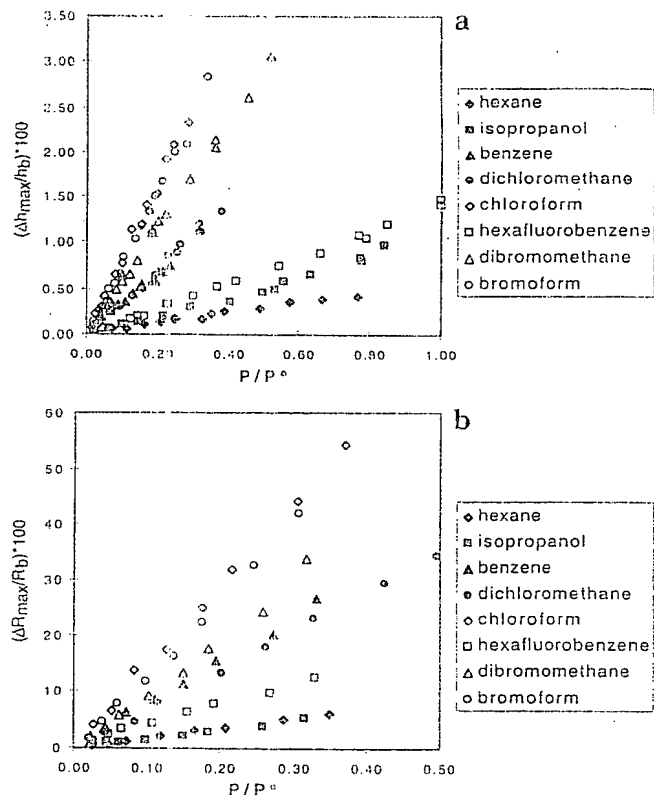 a
3.50
3.00
2.50
2.00
1.50
1.00
0.50
0.00
(Δhmax/hb)*100
0.00 0.20 0.40 0.60 0.80 1.00
P / P°
hexane
isopropanol
benzene
dichloromethane
chloroform
hexafluorobenzene
dibromomethane
bromoform
b
60
50
40
30
20
10
0
(ΔRmax/Rb)*100
0.00 0.10 0.20 0.30 0.40 0.50
P / P°
hexane
isopropanol
benzene
dichloromethane
chloroform
hexafluorobenzene
dibromomethane
bromoform